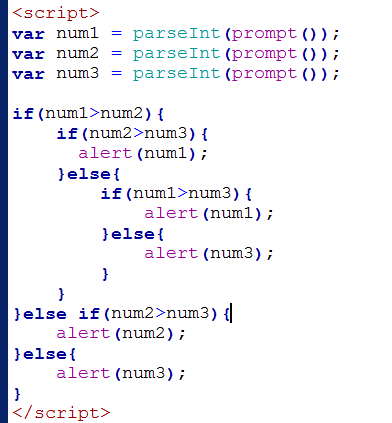 <script>
var num1 = parseInt(prompt());
var num2 = parseInt(prompt());
var num3 = parseInt(prompt());

if(num1>num2){
    if(num2>num3){
      alert(num1);
    }else{
        if(num1>num3){
            alert(num1);
        }else{
            alert(num3);
        }
    }
}else if(num2>num3){
    alert(num2);
}else{
    alert(num3);
}
</script>